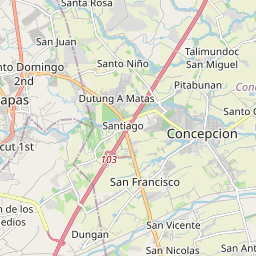 Santa Rosa
San Juan
Talimundoc
San Miguel
nto Domingo
2nd
Santo Niño
Pitabunan
Dutung A Matas
apas
Santo C
Santiago
Concepcion
cut 1st
103
San Francisco
n de los
edios
San Vicente
Dungan
San Nicolas
San Ant